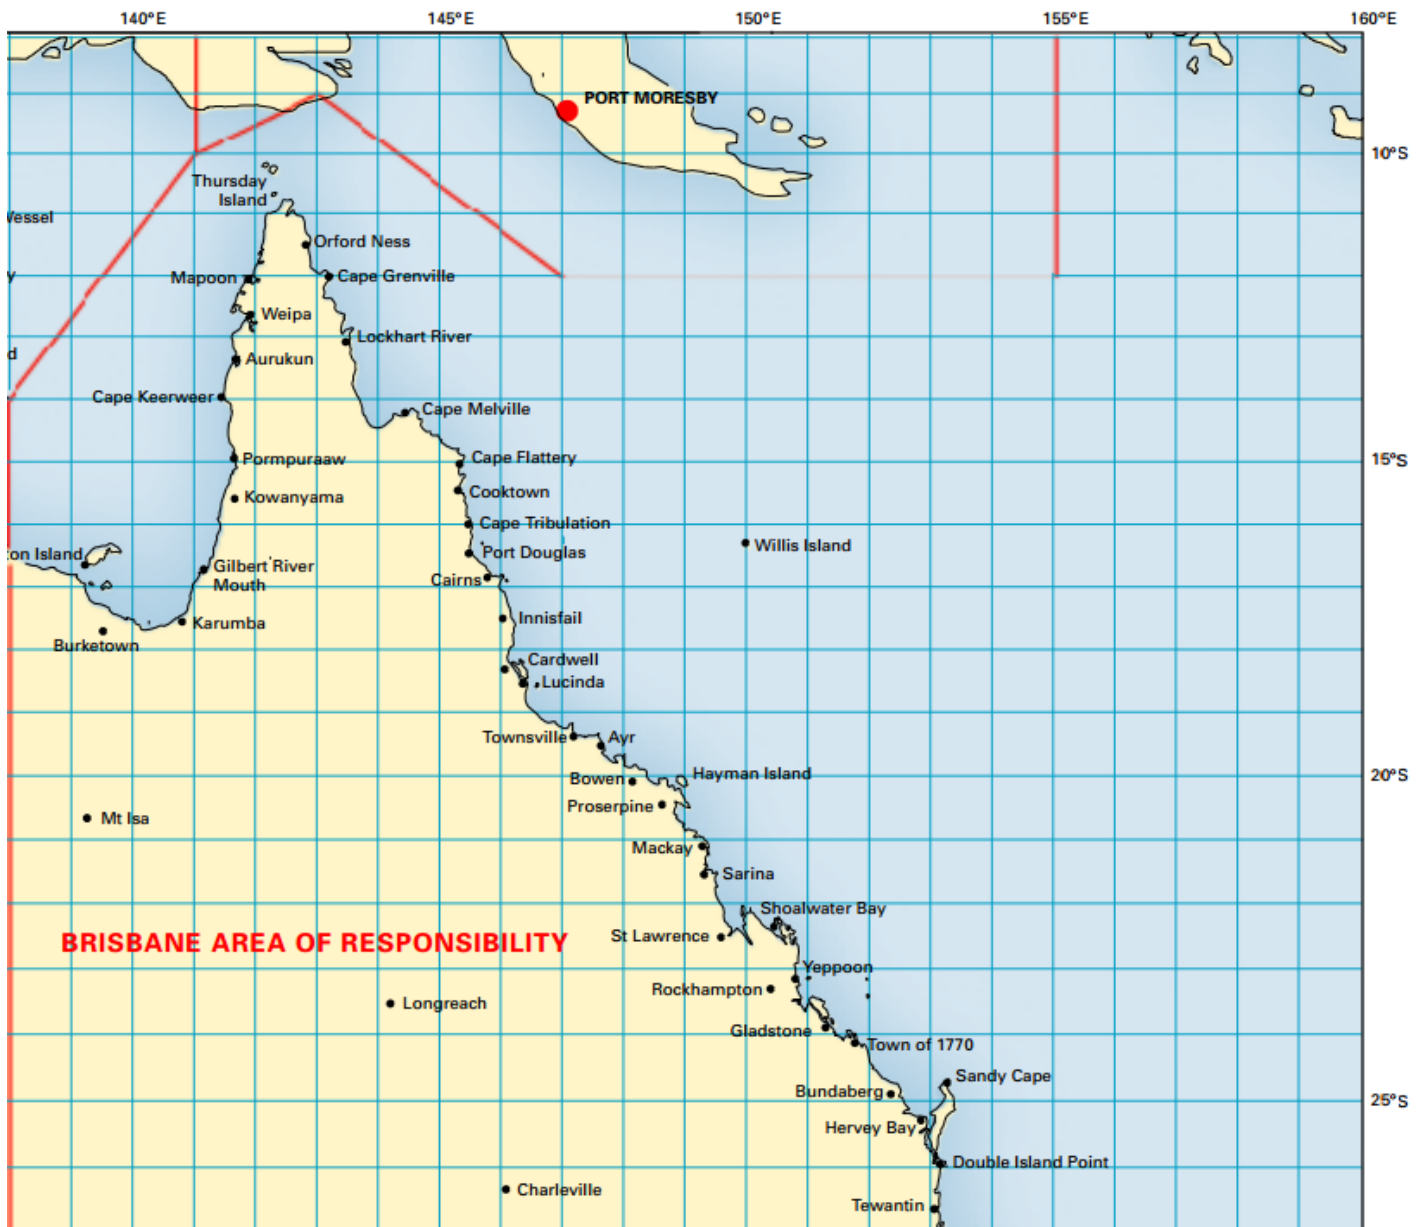 140°E 145°E 150°E 155°E 160°E
PORT MORESBY
10°S
Thursday
Island
Vessel
Orford Ness
y
Mapoon
Cape Grenville
Weipa
Lockhart River
d
Aurukun
Cape Keerweer
Cape Melville
Pormpuraaw
Cape Flattery
15°S
Kowanyama
Cooktown
Cape Tribulation
Willis Island
ton Island
Port Douglas
Gilbert River
Mouth
Cairns
Karumba
Innisfail
Burketown
Cardwell
Lucinda
Townsville
Ayr
Bowen
Hayman Island
20°S
Proserpine
Mt Isa
Mackay
Sarina
Shoalwater Bay
St Lawrence
BRISBANE AREA OF RESPONSIBILITY
Yeppoon
Rockhampton
Longreach
Gladstone
Town of 1770
Sandy Cape
Bundaberg
25°S
Hervey Bay
Double Island Point
Charleville
Tewantin